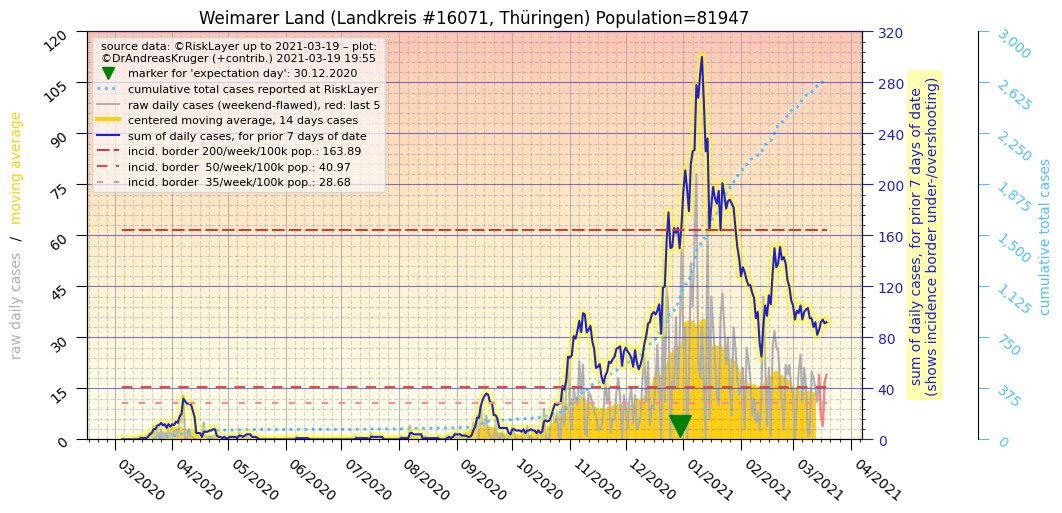 Weimarer Land (Landkreis #16071, Thüringen) Population=81947
source data: ©RiskLayer up to 2021-03-19 – plot:
©DrAndreasKruger (+contrib.) 2021-03-19 19:55
marker for 'expectation day': 30.12.2020
cumulative total cases reported at RiskLayer
raw daily cases (weekend-flawed), red: last 5
centered moving average, 14 days cases
sum of daily cases, for prior 7 days of date
incid. border 200/week/100k pop.: 163.89
incid. border  50/week/100k pop.: 40.97
incid. border  35/week/100k pop.: 28.68
raw daily cases / moving average
120
105
90
75
60
45
30
15
0
03/2020
04/2020
05/2020
06/2020
07/2020
08/2020
09/2020
10/2020
11/2020
12/2020
01/2021
02/2021
03/2021
04/2021
320
280
240
200
160
120
80
40
0
sum of daily cases, for prior 7 days of date
(shows incidence border under-/overshooting)
3,000
2,625
2,250
1,875
1,500
1,125
750
375
0
cumulative total cases